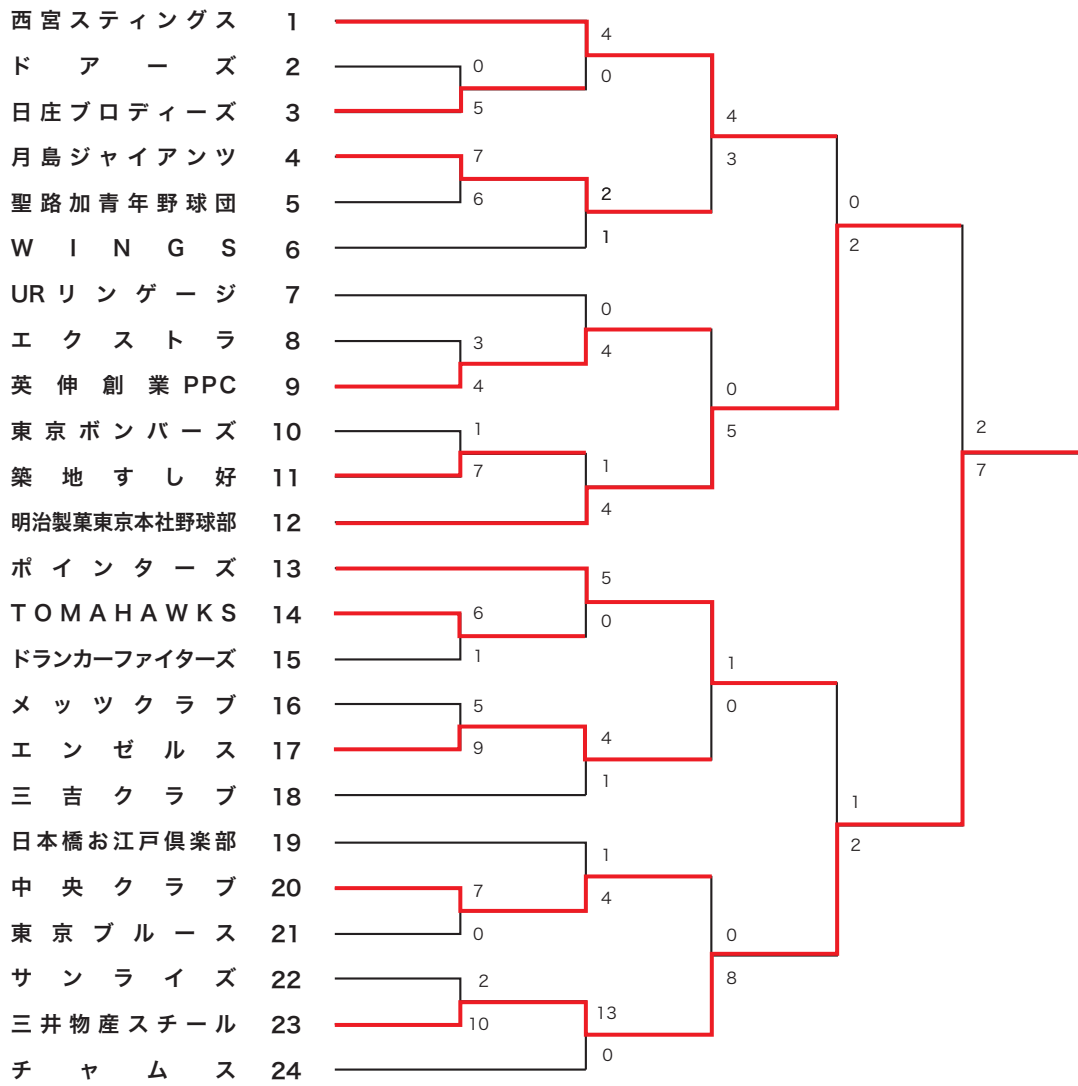 西宮スティングス 1
ドアーズ 2
日庄ブロディーズ 3
月島ジャイアンツ 4
聖路加青年野球団 5
WINGS 6
URリンゲージ 7
エクストラ 8
英伸創業PPC 9
東京ボンバーズ 10
築地すし好 11
明治製菓東京本社野球部 12
ポインターズ 13
TOMAHAWKS 14
ドランカーファイターズ 15
メッツクラブ 16
エンゼルス 17
三吉クラブ 18
日本橋お江戸倶楽部 19
中央クラブ 20
東京ブルース 21
サンライズ 22
三井物産スチール 23
チャムス 24
0
5
7
6
3
4
1
7
6
1
5
9
7
0
2
10
4
0
2
1
0
4
1
4
5
0
4
1
1
4
13
0
4
3
0
5
1
0
0
8
0
2
1
2
2
7